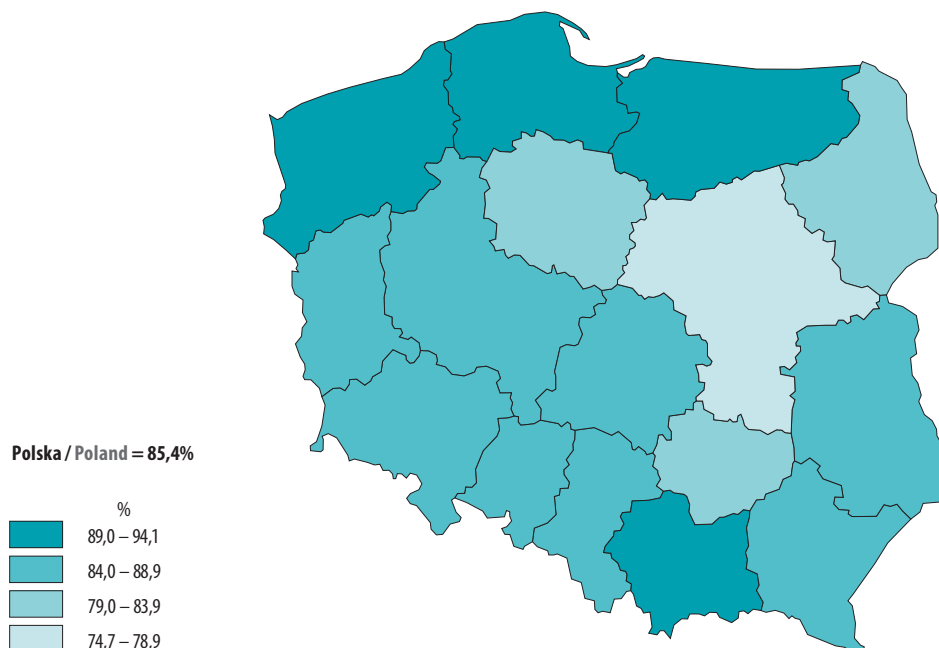 Polska / Poland = 85,4%
%
89,0 – 94,1
84,0 – 88,9
79,0 – 83,9
74,7 – 78,9